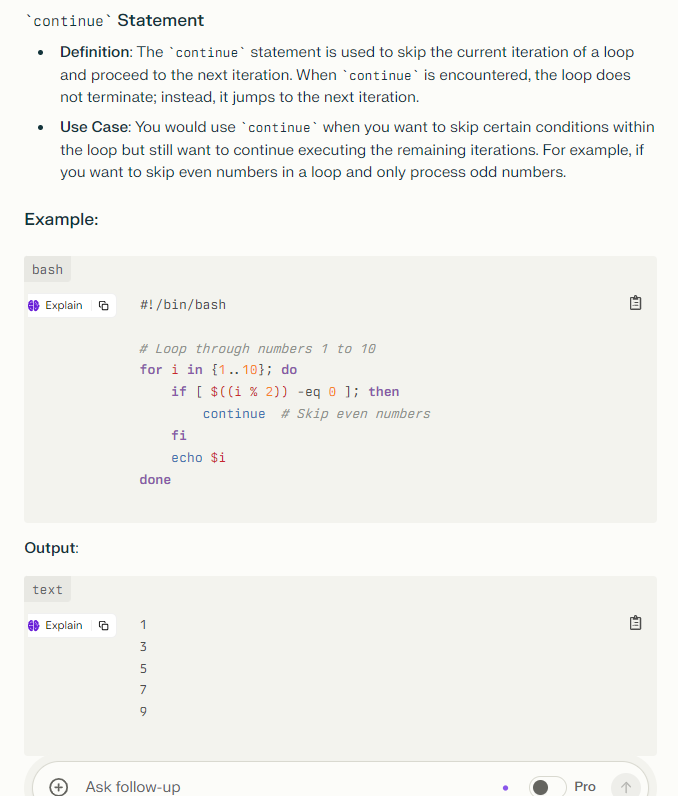 `continue` Statement
• Definition: The `continue` statement is used to skip the current iteration of a loop
and proceed to the next iteration. When `continue` is encountered, the loop does
not terminate; instead, it jumps to the next iteration.
• Use Case: You would use `continue` when you want to skip certain conditions within
the loop but still want to continue executing the remaining iterations. For example, if
you want to skip even numbers in a loop and only process odd numbers.
Example:
bash
Explain
#!/bin/bash
# Loop through numbers 1 to 10
for i in {1..10}; do
    if [ $((i % 2)) -eq 0 ]; then
        continue  # Skip even numbers
    fi
    echo $i
done
Output:
text
Explain
1
3
5
7
9
Ask follow-up
Pro